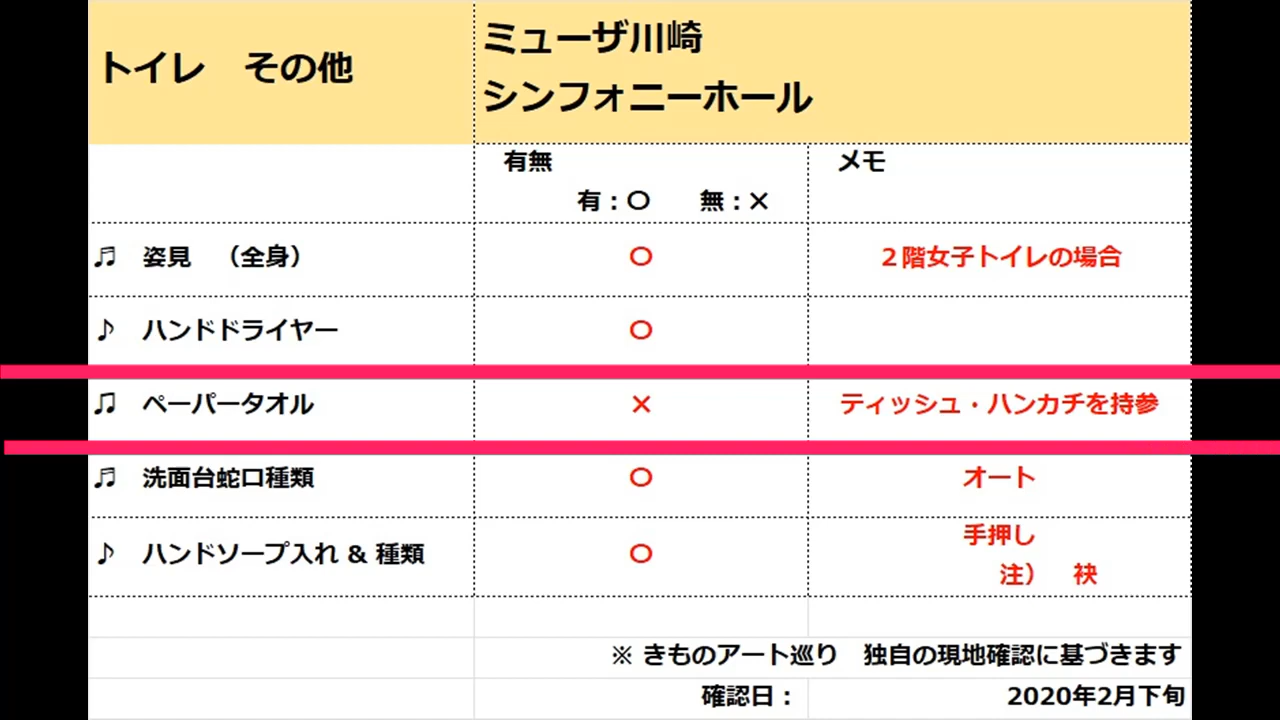 トイレ　その他
ミューザ川崎
シンフォニーホール
有無
有：〇　　無：×
メモ
♬　姿見　（全身）
〇
２階女子トイレの場合
♪　ハンドドライヤー
〇
♫　ペーパータオル
×
ティッシュ・ハンカチを持参
♬　洗面台蛇口種類
〇
オート
♪　ハンドソープ入れ & 種類
〇
手押し
注）　袂
※ きものアート巡り　独自の現地確認に基づきます
確認日：
2020年2月下旬